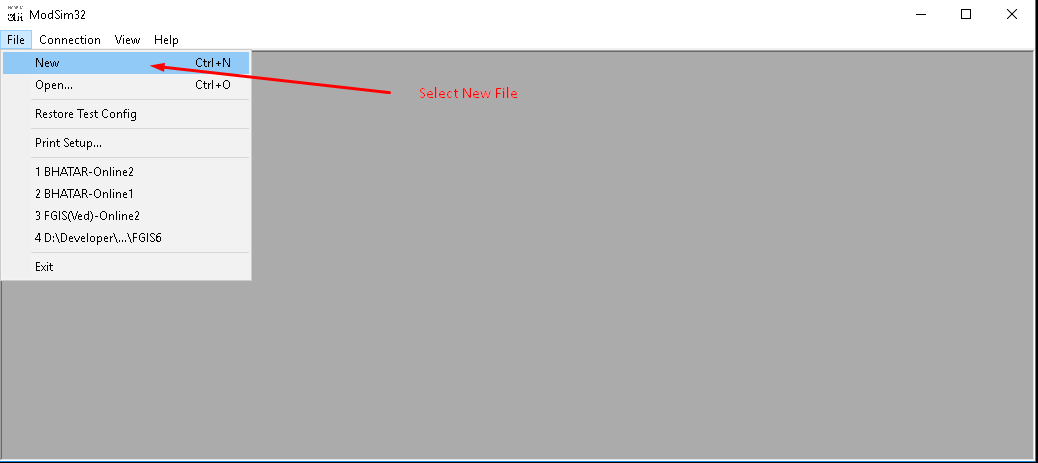 ModSim32
File Connection View Help
New Ctrl+N
Select New File
Open... Ctrl+O
Restore Test Config
Print Setup...
1 BHATAR-Online2
2 BHATAR-Online1
3 FGIS(Ved)-Online2
4 D:\Developer\...\FGIS6
Exit